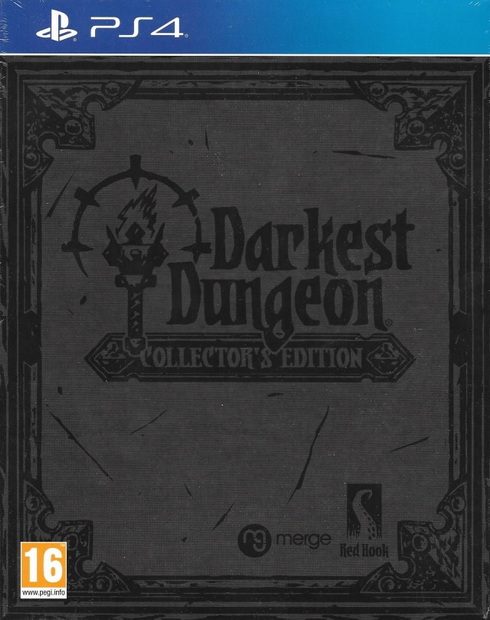 PS4
Darkest
Dungeon®
COLLECTOR'S EDITION
merge
Red Hook
16
www.pegi.info